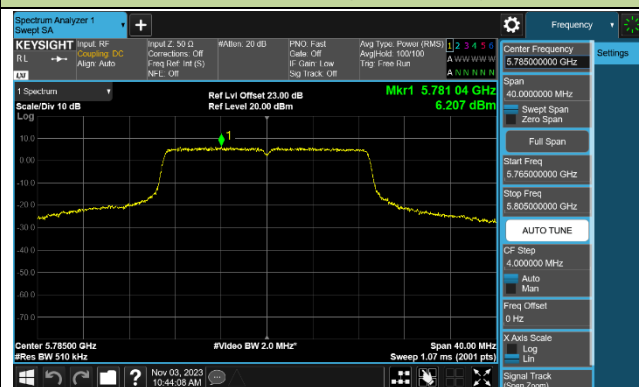 Spectrum Analyzer 1
Swept SA
Frequency
KEYSIGHT
RL
LXI
Input: RF
Coupling: DC
Align: Auto
Input Z: 50 Ω
Corrections: Off
Freq Ref: Int (S)
NFE: Off
#Atten: 20 dB
PNO: Fast
Gate: Off
IF Gain: Low
Sig Track: Off
Avg Type: Power (RMS)
Avg|Hold: 100/100
Trig: Free Run
1 2 3 4 5 6
A W W W W W
A N N N N N
1 Spectrum
Scale/Div 10 dB
Log
Ref Lvl Offset 23.00 dB
Ref Level 20.00 dBm
Mkr1 5.781 04 GHz
6.207 dBm
1
10.0
0.00
-10.0
-20.0
-30.0
-40.0
-50.0
-60.0
-70.0
Center 5.78500 GHz
#Res BW 510 kHz
#Video BW 2.0 MHz*
Span 40.00 MHz
Sweep 1.07 ms (2001 pts)
Center Frequency
5.785000000 GHz
Settings
Span
40.0000000 MHz
Swept Span
Zero Span
Full Span
Start Freq
5.765000000 GHz
Stop Freq
5.805000000 GHz
AUTO TUNE
CF Step
4.000000 MHz
Auto
Man
Freq Offset
0 Hz
X Axis Scale
Log
Lin
Signal Track
(Span Zoom)
?
Nov 03, 2023
10:44:08 AM